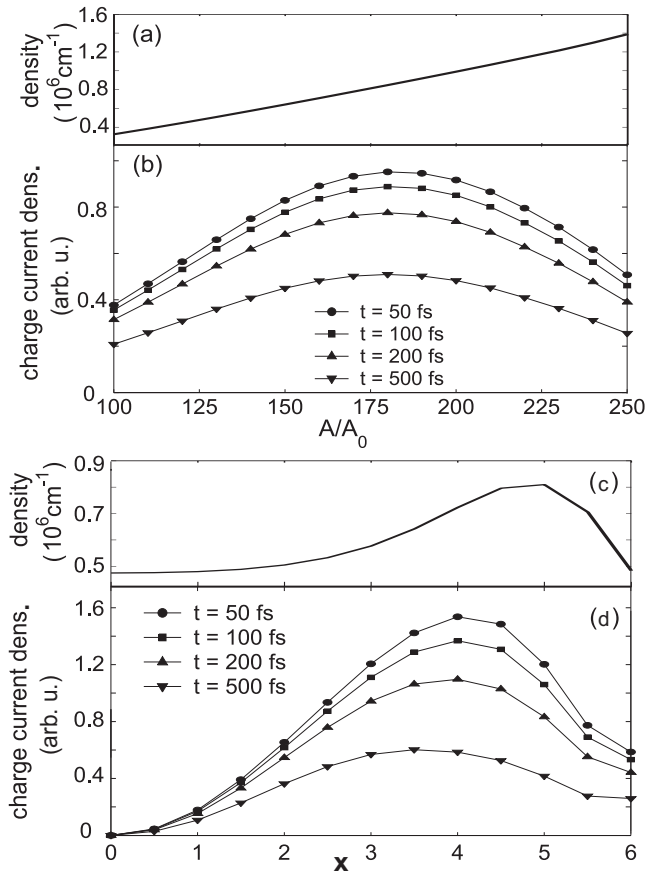 (a)
density
(10⁶cm⁻¹)
1.6
1.2
0.8
0.4
(b)
charge current dens.
(arb. u.)
0.8
0.4
0
t = 50 fs
t = 100 fs
t = 200 fs
t = 500 fs
100 125 150 175 200 225 250
A/A₀
(c)
density
(10⁶cm⁻¹)
0.9
0.7
0.5
(d)
charge current dens.
(arb. u.)
1.6
1.2
0.8
0.4
0
t = 50 fs
t = 100 fs
t = 200 fs
t = 500 fs
0 1 2 3 4 5 6
x